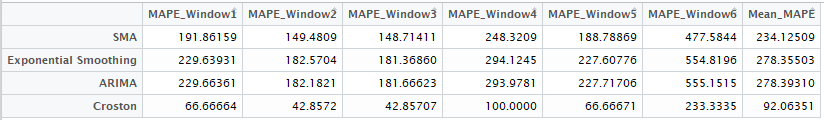 MAPE_Window1 MAPE_Window2 MAPE_Window3 MAPE_Window4 MAPE_Window5 MAPE_Window6 Mean_MAPE
SMA 191.86159 149.4809 148.71411 248.3209 188.78869 477.5844 234.12509
Exponential Smoothing 229.63931 182.5704 181.36860 294.1245 227.60776 554.8196 278.35503
ARIMA 229.66361 182.1821 181.66623 293.9781 227.71706 555.1515 278.39310
Croston 66.66664 42.8572 42.85707 100.0000 66.66671 233.3335 92.06351